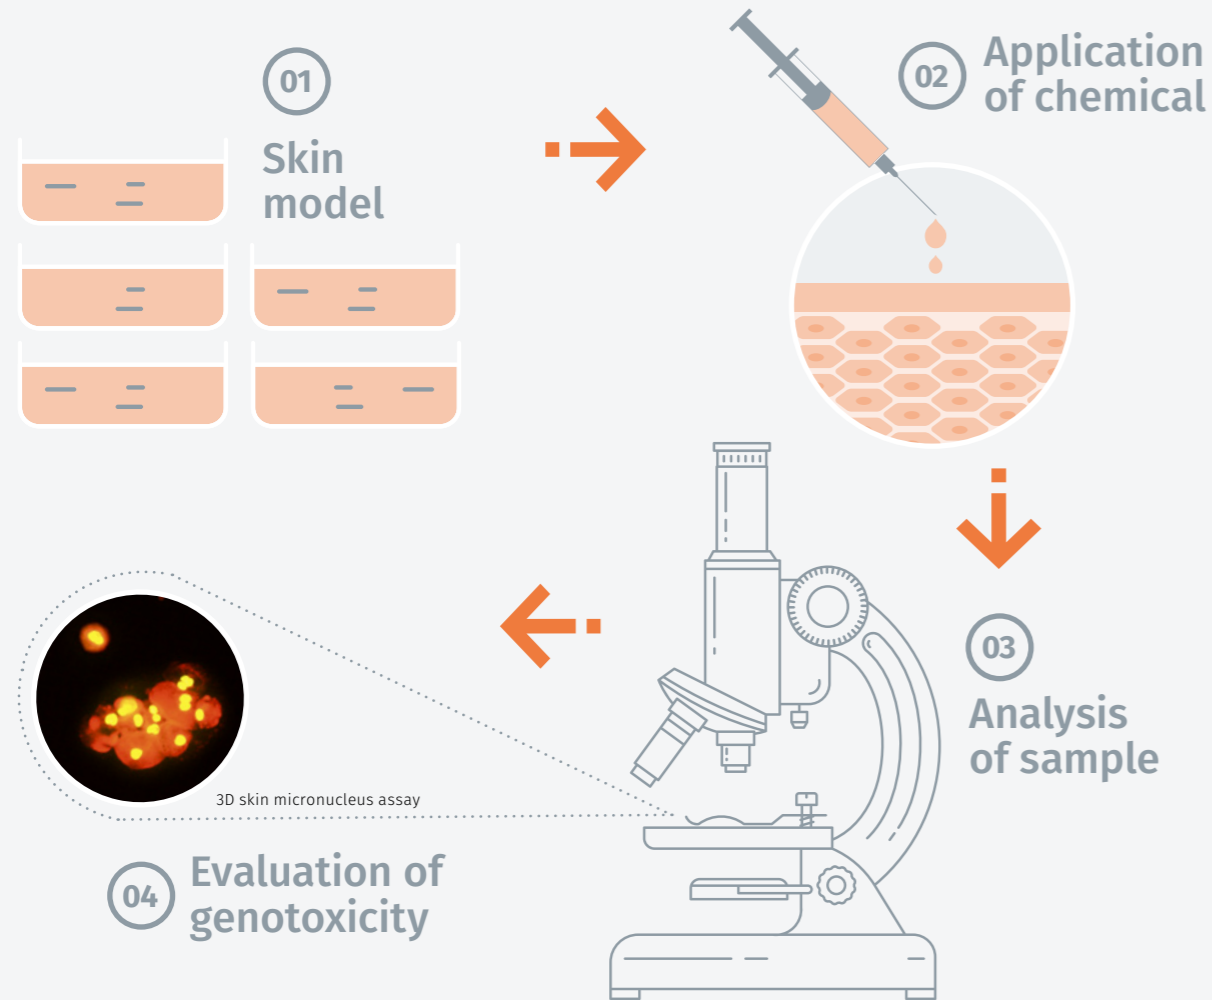 01
Skin
model
02
Application
of chemical
03
Analysis
of sample
3D skin micronucleus assay
04
Evaluation of
genotoxicity